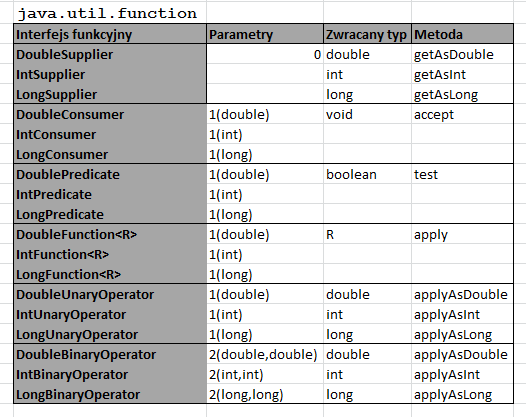 java.util.function
Interfejs funkcyjny Parametry Zwracany typ Metoda
DoubleSupplier 0 double getAsDouble
IntSupplier int getAsInt
LongSupplier long getAsLong
DoubleConsumer 1(double) void accept
IntConsumer 1(int)
LongConsumer 1(long)
DoublePredicate 1(double) boolean test
IntPredicate 1(int)
LongPredicate 1(long)
DoubleFunction<R> 1(double) R apply
IntFunction<R> 1(int)
LongFunction<R> 1(long)
DoubleUnaryOperator 1(double) double applyAsDouble
IntUnaryOperator 1(int) int applyAsInt
LongUnaryOperator 1(long) long applyAsLong
DoubleBinaryOperator 2(double,double) double applyAsDouble
IntBinaryOperator 2(int,int) int applyAsInt
LongBinaryOperator 2(long,long) long applyAsLong